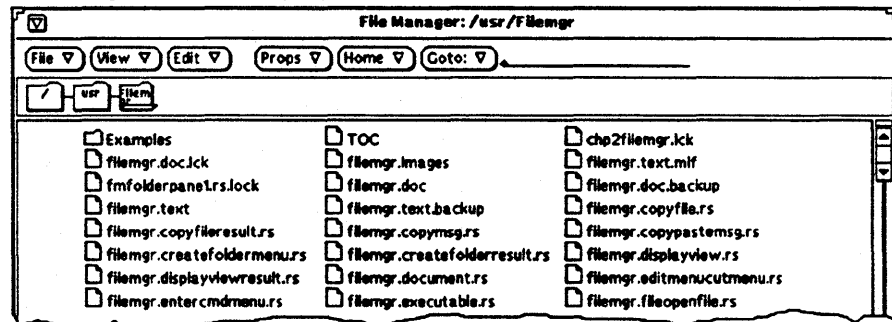 File Manager: /usr/Filemgr
File View Edit Props Home Goto:
/ usr Filem
Examples TOC chp2filemgr.lck
filemgr.doc.lck filemgr.images filemgr.text.mif
fmfolderpane1.rs.lock filemgr.doc filemgr.doc.backup
filemgr.text filemgr.text.backup filemgr.copyfile.rs
filemgr.copyfileresult.rs filemgr.copymsg.rs filemgr.copypastemsg.rs
filemgr.createfoldermenu.rs filemgr.createfolderresult.rs filemgr.displayview.rs
filemgr.displayviewresult.rs filemgr.document.rs filemgr.editmenucutmenu.rs
filemgr.entercmdmenu.rs filemgr.executable.rs filemgr.fileopenfile.rs